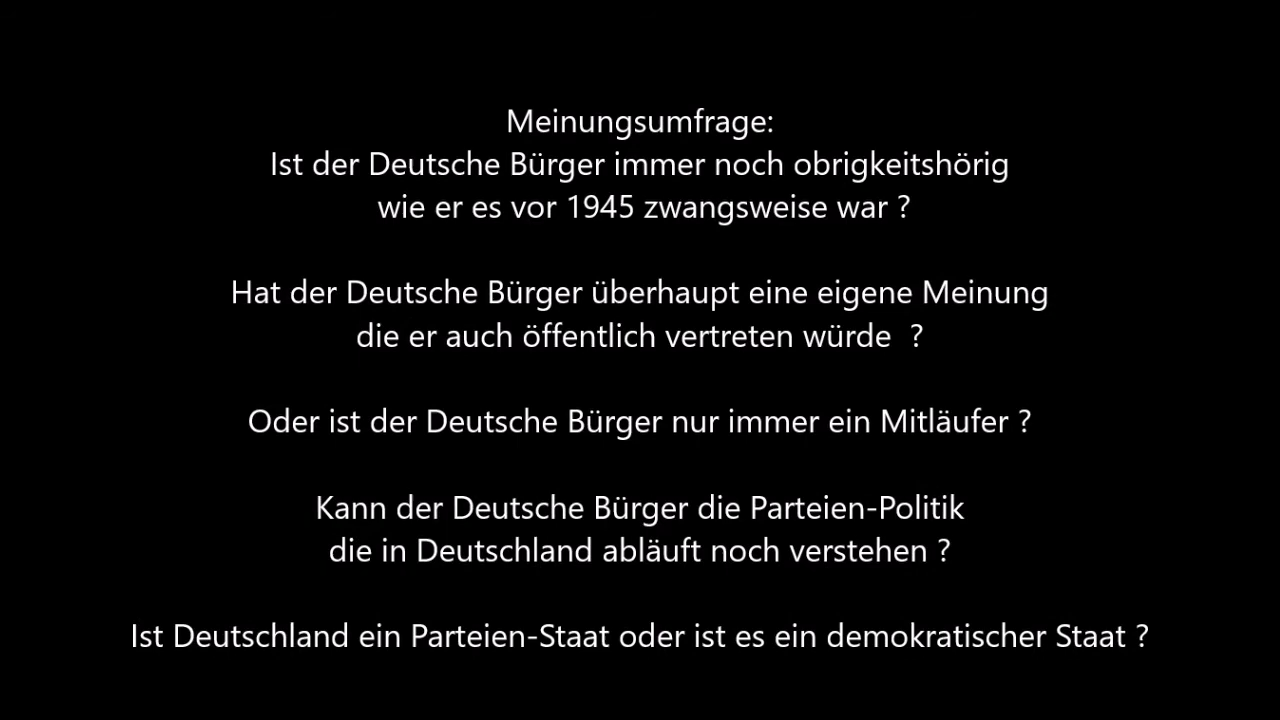 Meinungsumfrage:
Ist der Deutsche Bürger immer noch obrigkeitshörig
wie er es vor 1945 zwangsweise war ?
Hat der Deutsche Bürger überhaupt eine eigene Meinung
die er auch öffentlich vertreten würde  ?
Oder ist der Deutsche Bürger nur immer ein Mitläufer ?
Kann der Deutsche Bürger die Parteien-Politik
die in Deutschland abläuft noch verstehen ?
Ist Deutschland ein Parteien-Staat oder ist es ein demokratischer Staat ?